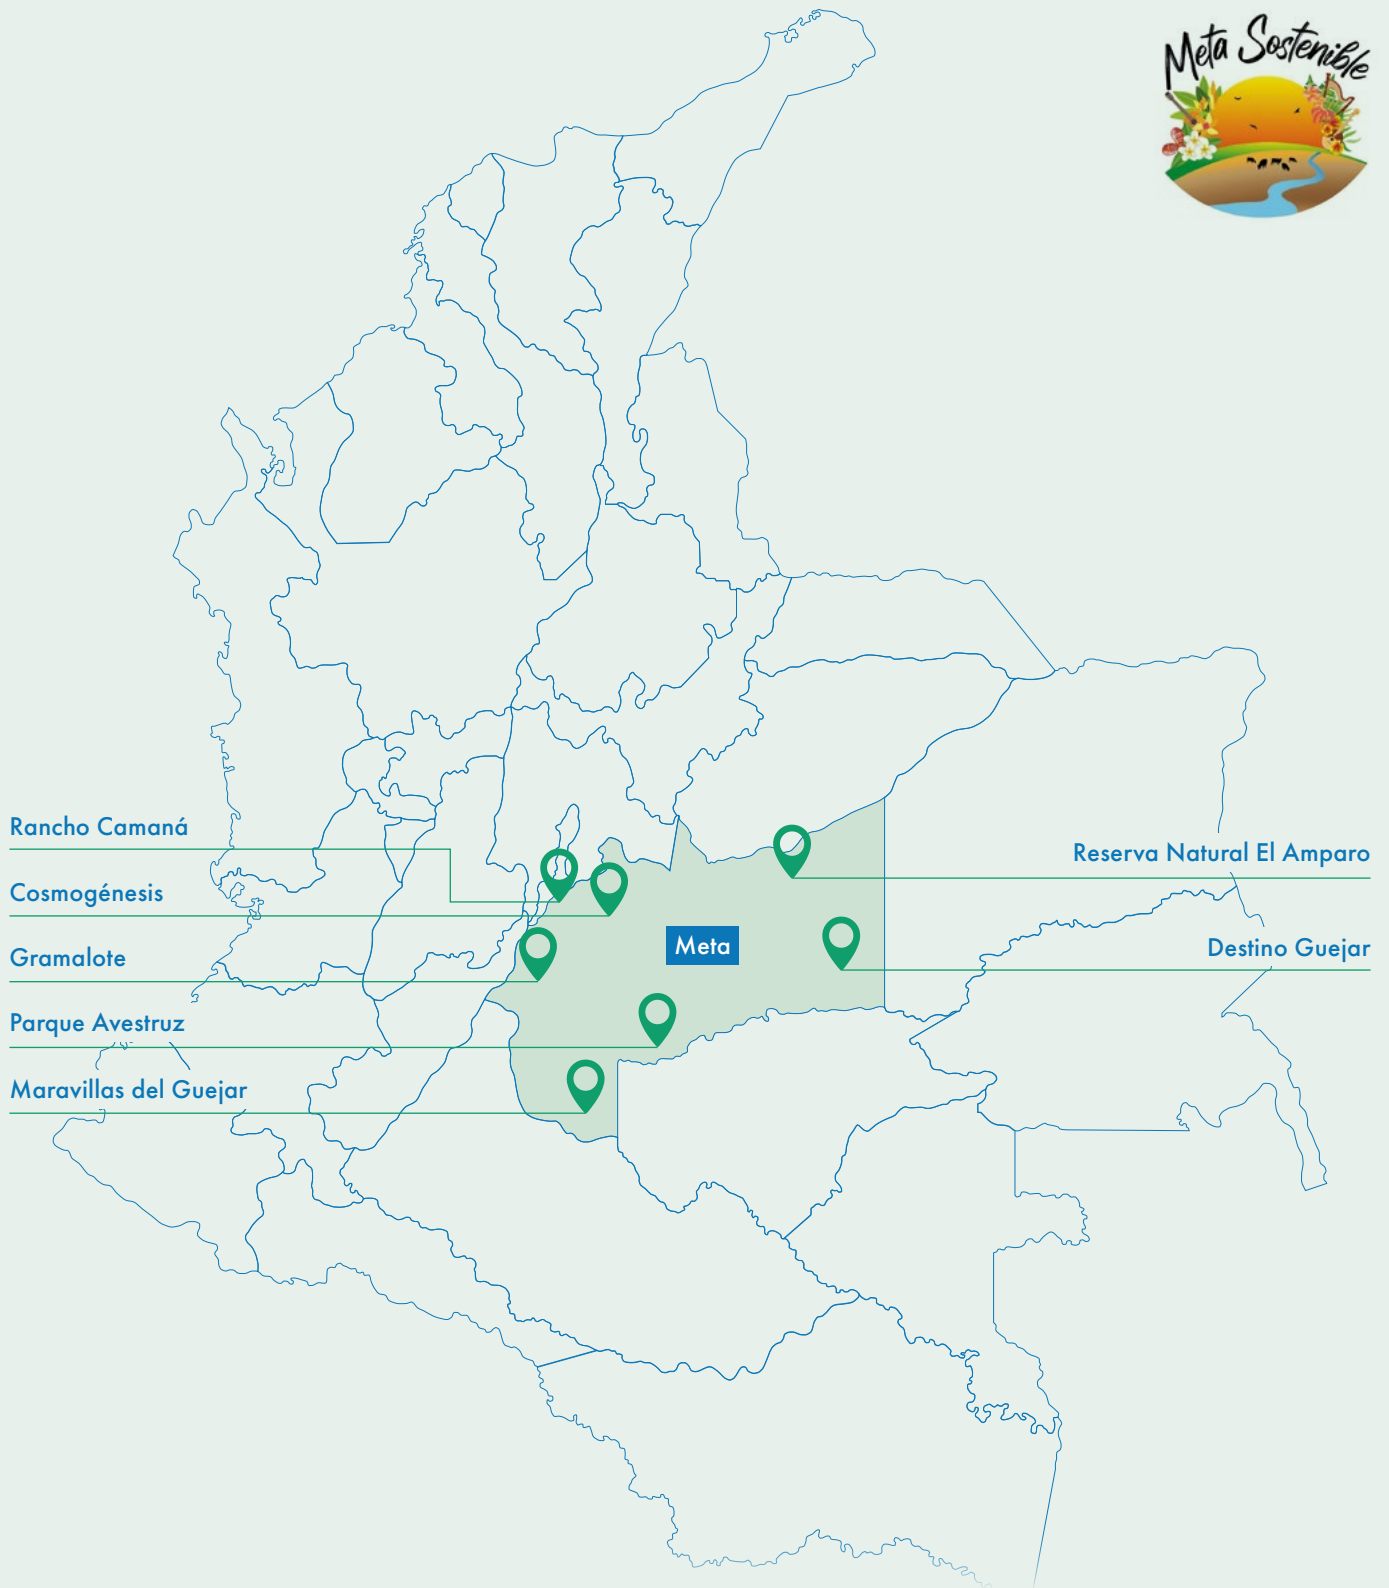 Meta Sostenible
Rancho Camaná
Cosmogénesis
Gramalote
Parque Avestruz
Maravillas del Guejar
Meta
Reserva Natural El Amparo
Destino Guejar